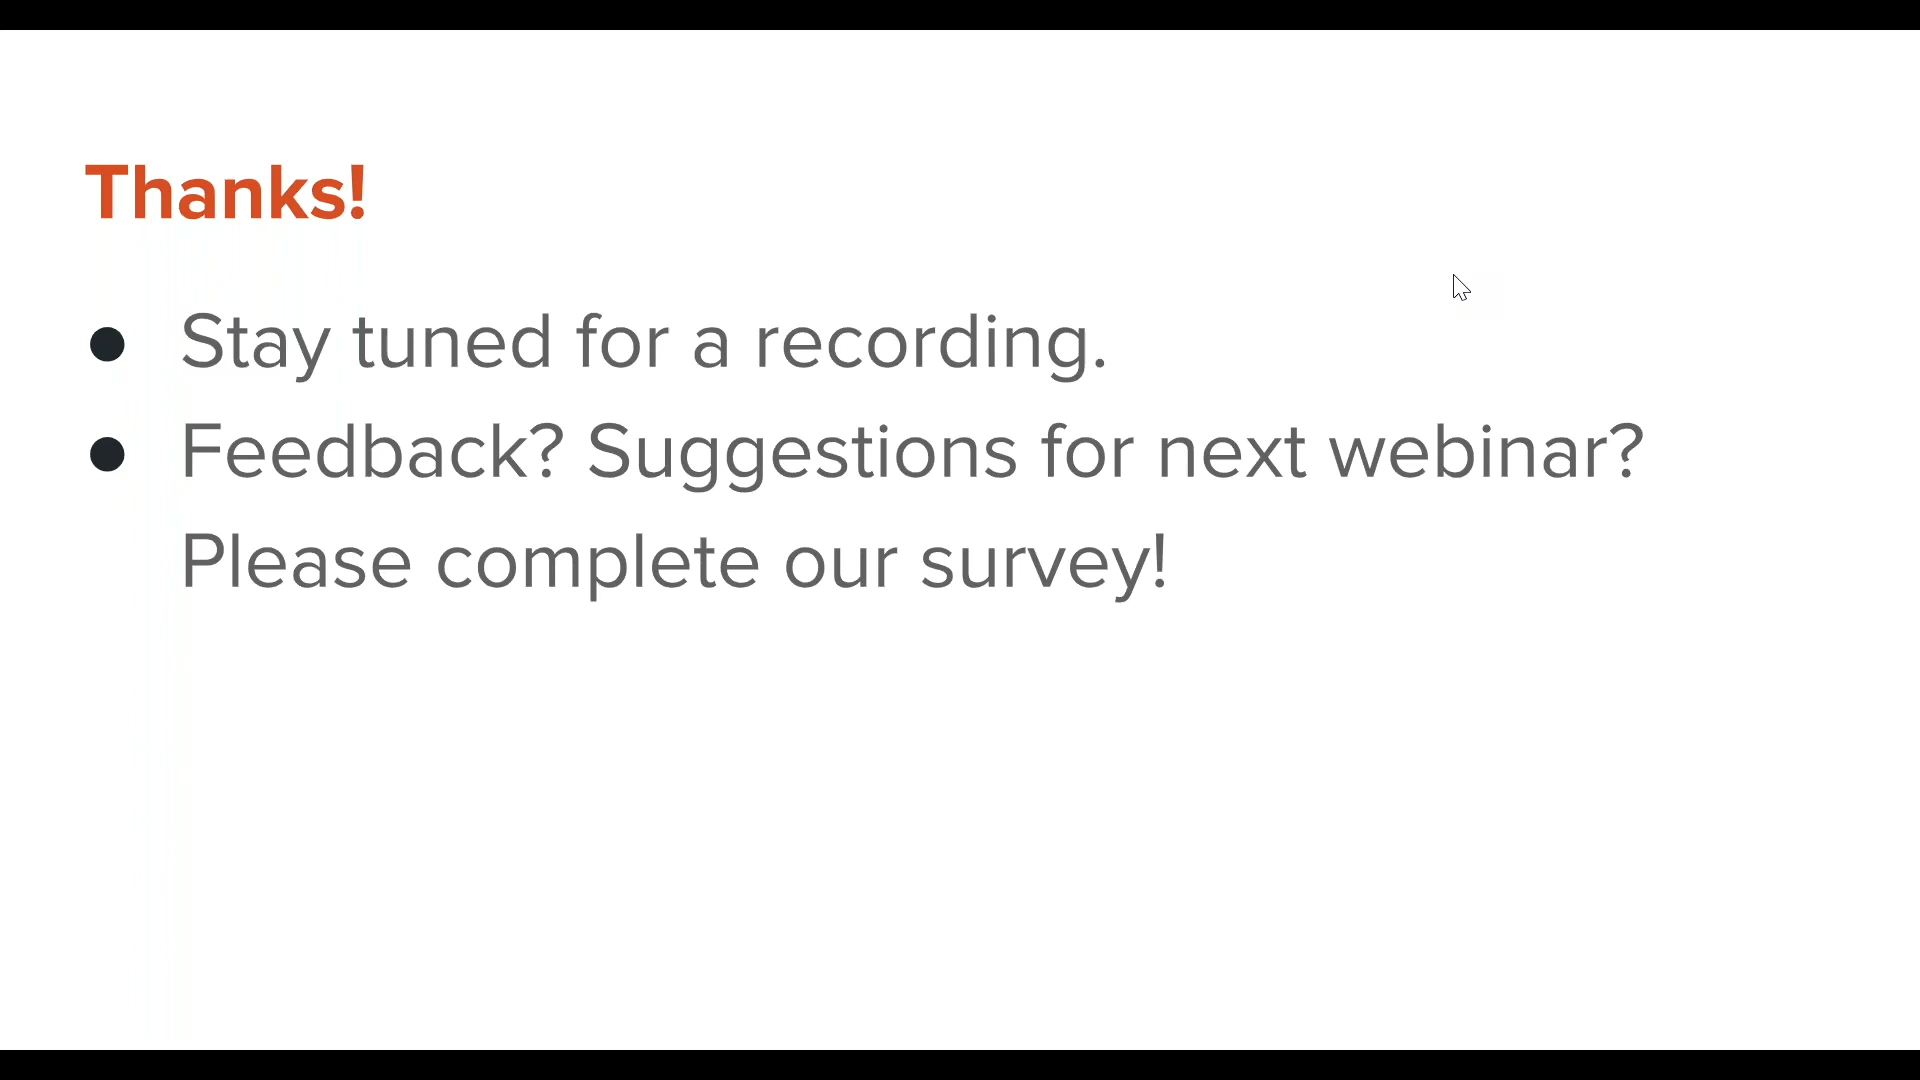 Thanks!
● Stay tuned for a recording.
● Feedback? Suggestions for next webinar?
Please complete our survey!